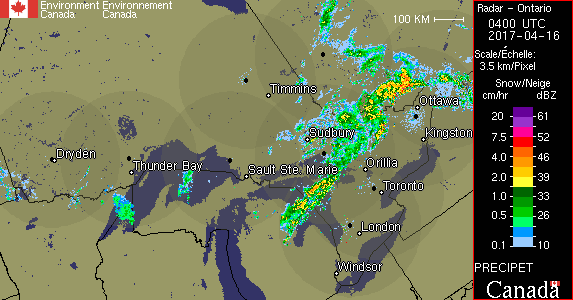 Environment Environnement
Canada Canada
100 KM
Timmins
Ottawa
Sudbury
Kingston
Dryden
Thunder Bay
Sault Ste. Marie
Orillia
Toronto
London
Windsor
Radar - Ontario
0400 UTC
2017-04-16
Scale/Échelle:
3.5 km/Pixel
Snow/Neige
cm/hr dBZ
20 61
7.5 52
4.0 46
2.0 39
1.0 33
0.5 26
0.1 10
PRECIPET
Canada